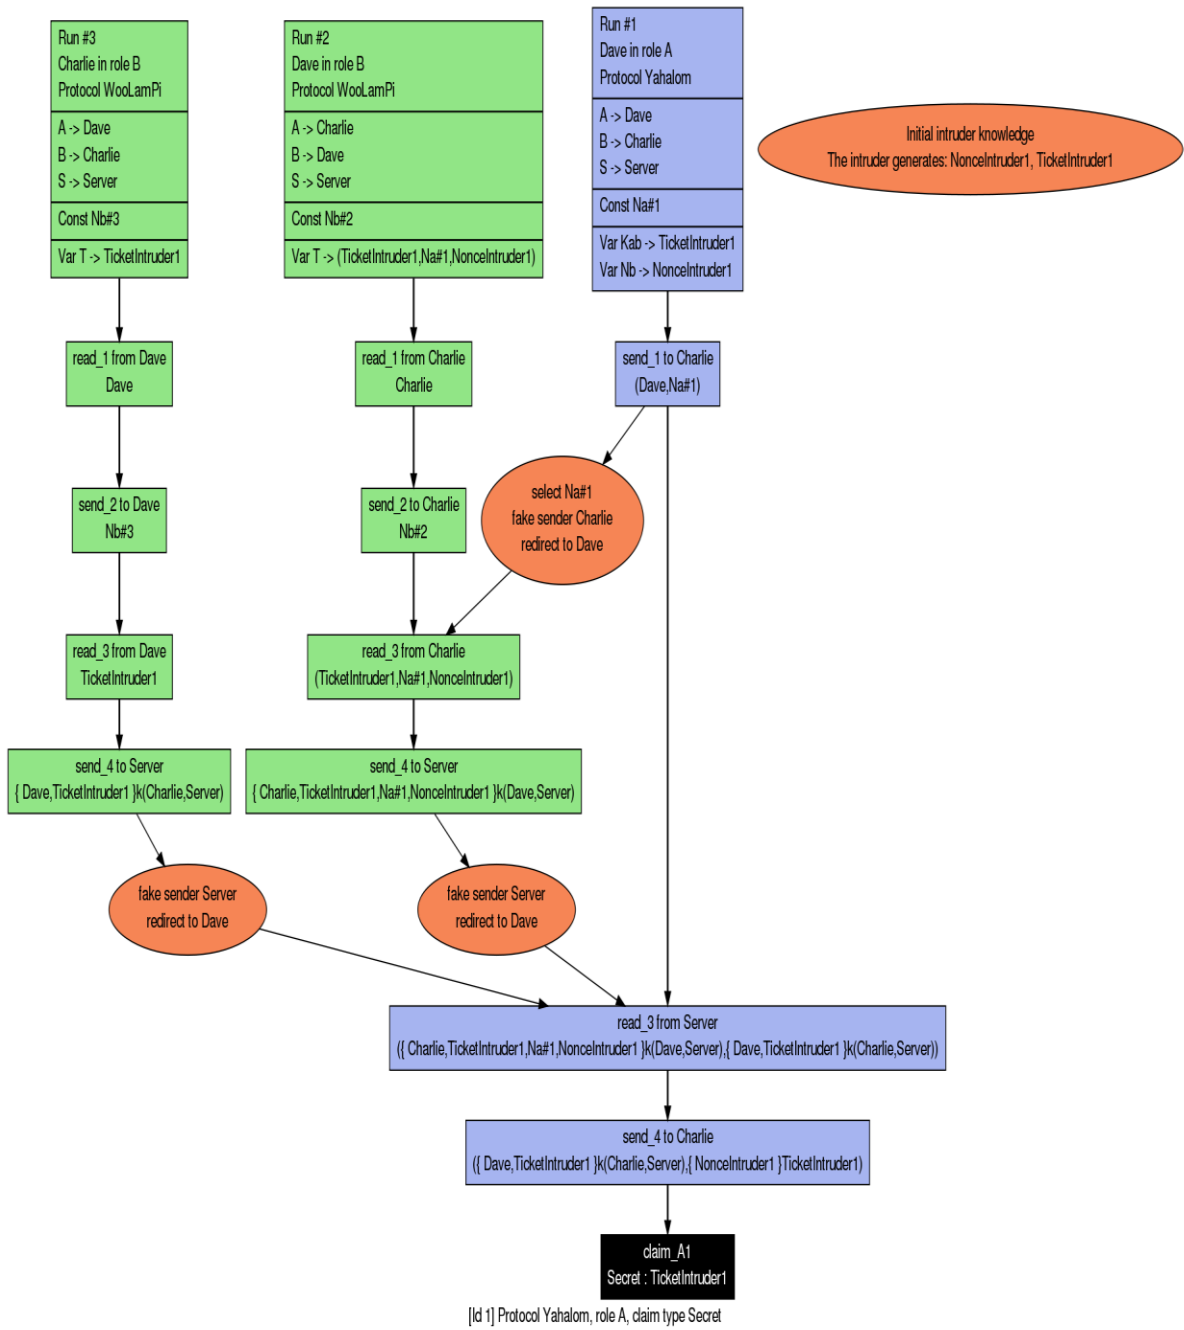 Run #3
Charlie in role B
Protocol WooLamPi
A -> Dave
B -> Charlie
S -> Server
Const Nb#3
Var T -> TicketIntruder1
Run #2
Dave in role B
Protocol WooLamPi
A -> Charlie
B -> Dave
S -> Server
Const Nb#2
Var T -> (TicketIntruder1,Na#1,NonceIntruder1)
Run #1
Dave in role A
Protocol Yahalom
A -> Dave
B -> Charlie
S -> Server
Const Na#1
Var Kab -> TicketIntruder1
Var Nb -> NonceIntruder1
Initial intruder knowledge
The intruder generates: NonceIntruder1, TicketIntruder1
read_1 from Dave
Dave
read_1 from Charlie
Charlie
send_1 to Charlie
(Dave,Na#1)
send_2 to Dave
Nb#3
send_2 to Charlie
Nb#2
select Na#1
fake sender Charlie
redirect to Dave
read_3 from Dave
TicketIntruder1
read_3 from Charlie
(TicketIntruder1,Na#1,NonceIntruder1)
send_4 to Server
{ Dave,TicketIntruder1 }k(Charlie,Server)
send_4 to Server
{ Charlie,TicketIntruder1,Na#1,NonceIntruder1 }k(Dave,Server)
fake sender Server
redirect to Dave
fake sender Server
redirect to Dave
read_3 from Server
({ Charlie,TicketIntruder1,Na#1,NonceIntruder1 }k(Dave,Server),{ Dave,TicketIntruder1 }k(Charlie,Server))
send_4 to Charlie
({ Dave,TicketIntruder1 }k(Charlie,Server),{ NonceIntruder1 }TicketIntruder1)
claim_A1
Secret : TicketIntruder1
[Id 1] Protocol Yahalom, role A, claim type Secret